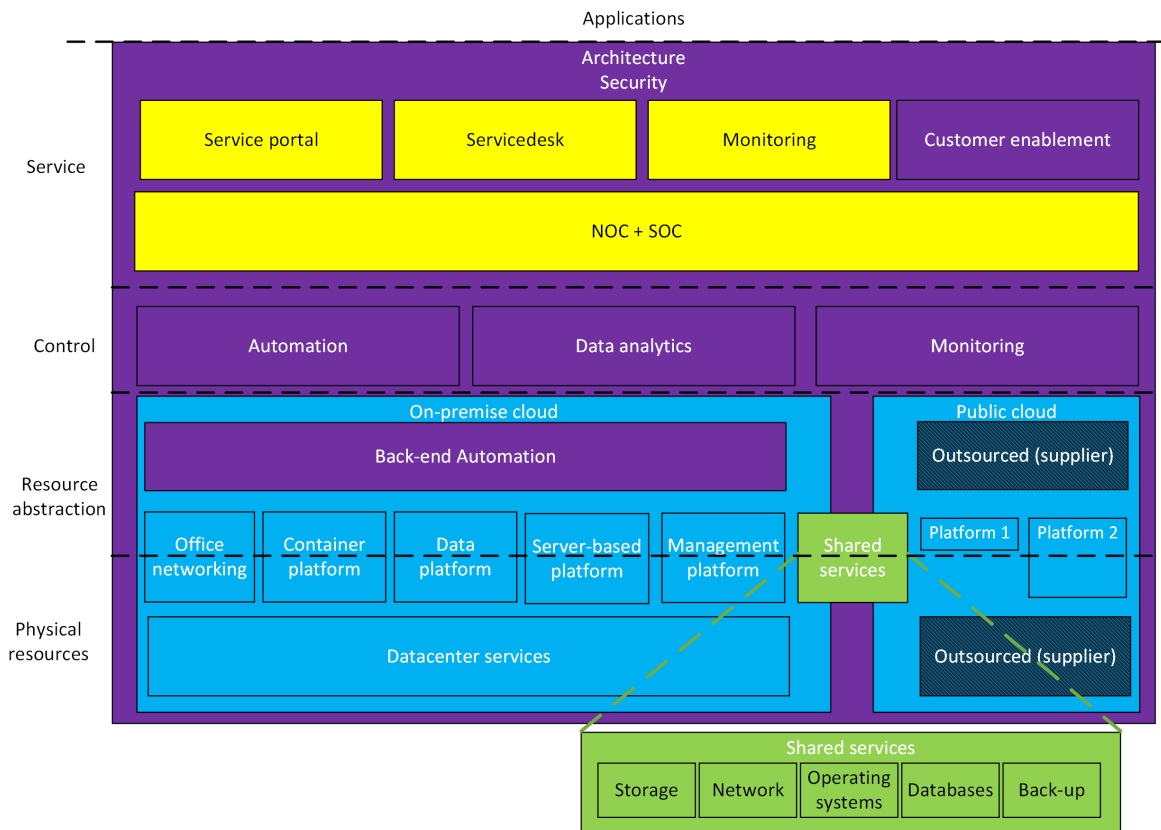 Applications
Architecture
Security
Service
Service portal
Servicedesk
Monitoring
Customer enablement
NOC + SOC
Control
Automation
Data analytics
Monitoring
On-premise cloud
Public cloud
Back-end Automation
Outsourced (supplier)
Resource
abstraction
Office
networking
Container
platform
Data
platform
Server-based
platform
Management
platform
Shared
services
Platform 1
Platform 2
Physical
resources
Datacenter services
Outsourced (supplier)
Shared services
Storage
Network
Operating
systems
Databases
Back-up